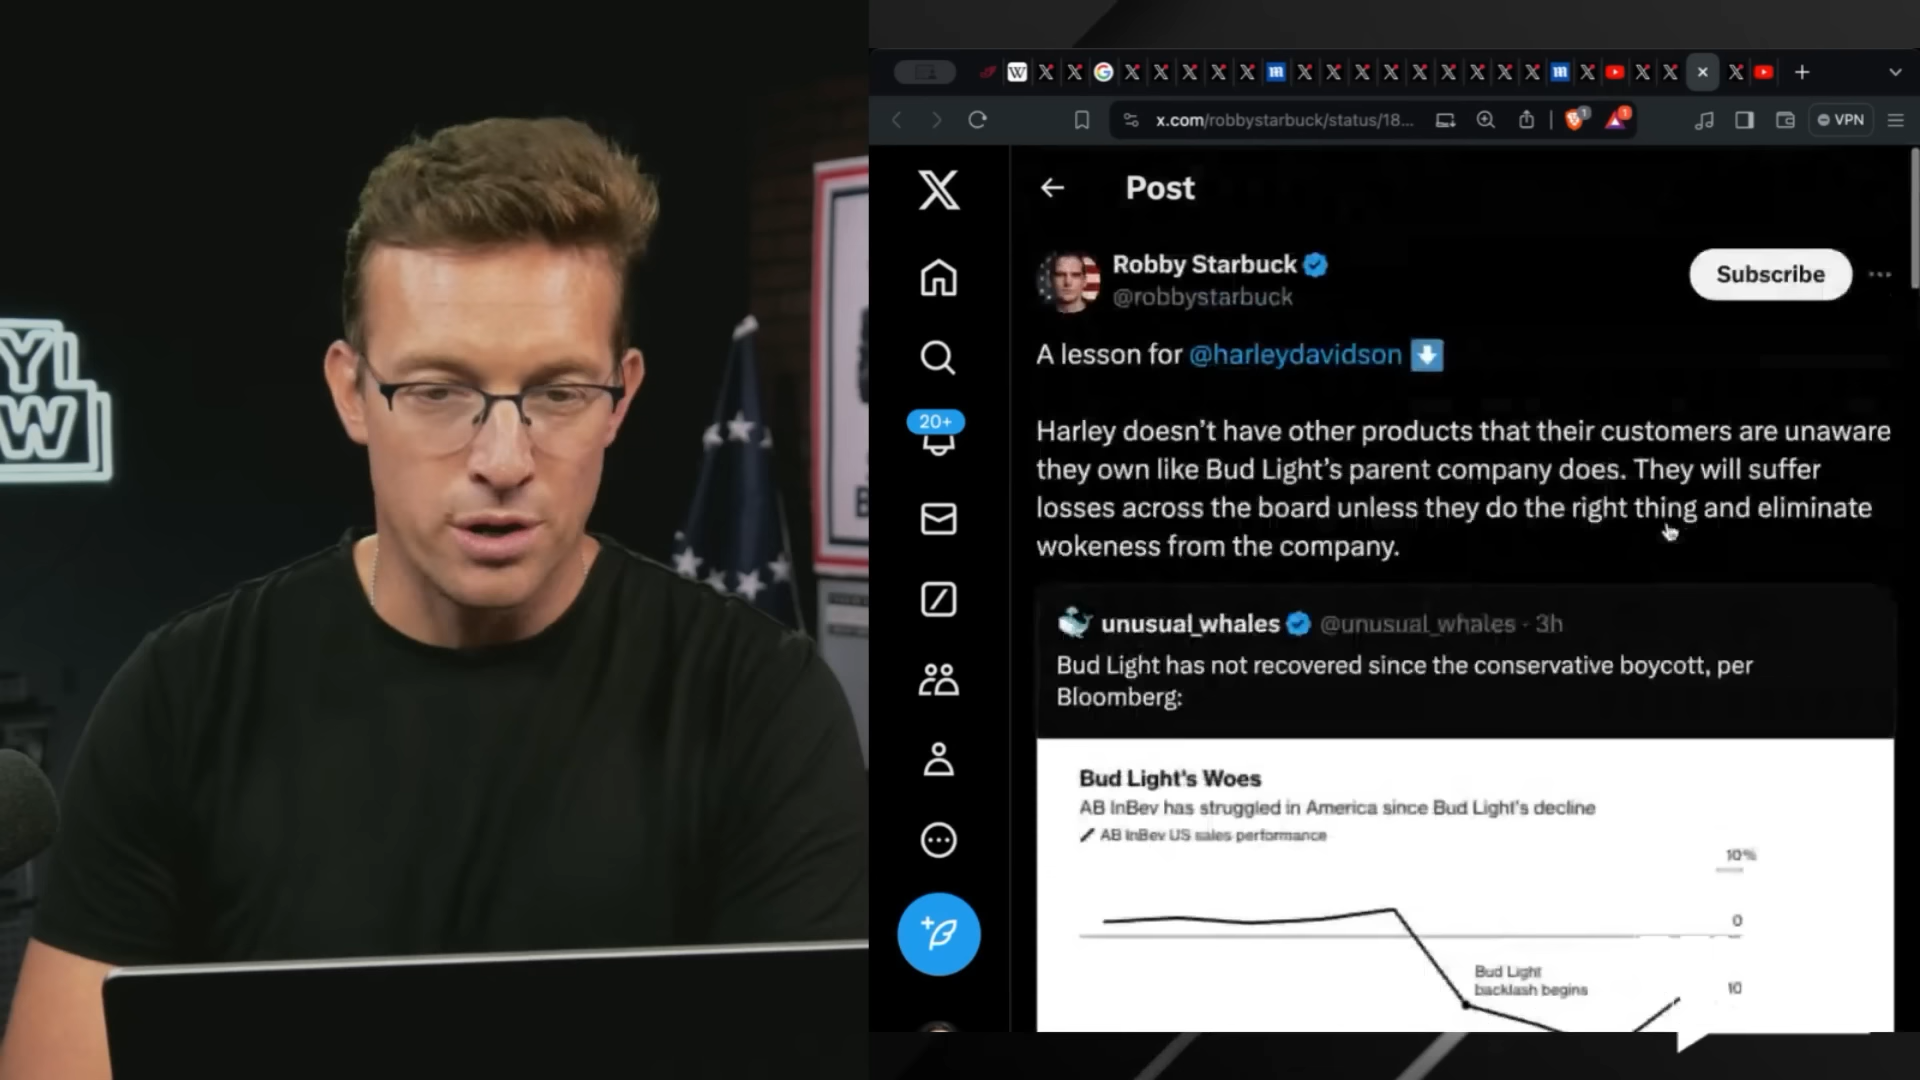 Y
W
W
m
m
x.com/robbystarbuck/status/18...
1
1
VPN
Post
Robby Starbuck
@robbystarbuck
Subscribe
A lesson for @harleydavidson
20+
Harley doesn't have other products that their customers are unaware
they own like Bud Light's parent company does. They will suffer
losses across the board unless they do the right thing and eliminate
wokeness from the company.
unusual_whales @unusual_whales · 3h
Bud Light has not recovered since the conservative boycott, per
Bloomberg:
Bud Light's Woes
AB InBev has struggled in America since Bud Light's decline
AB InBev US sales performance
10%
0
Bud Light
backlash begins
10